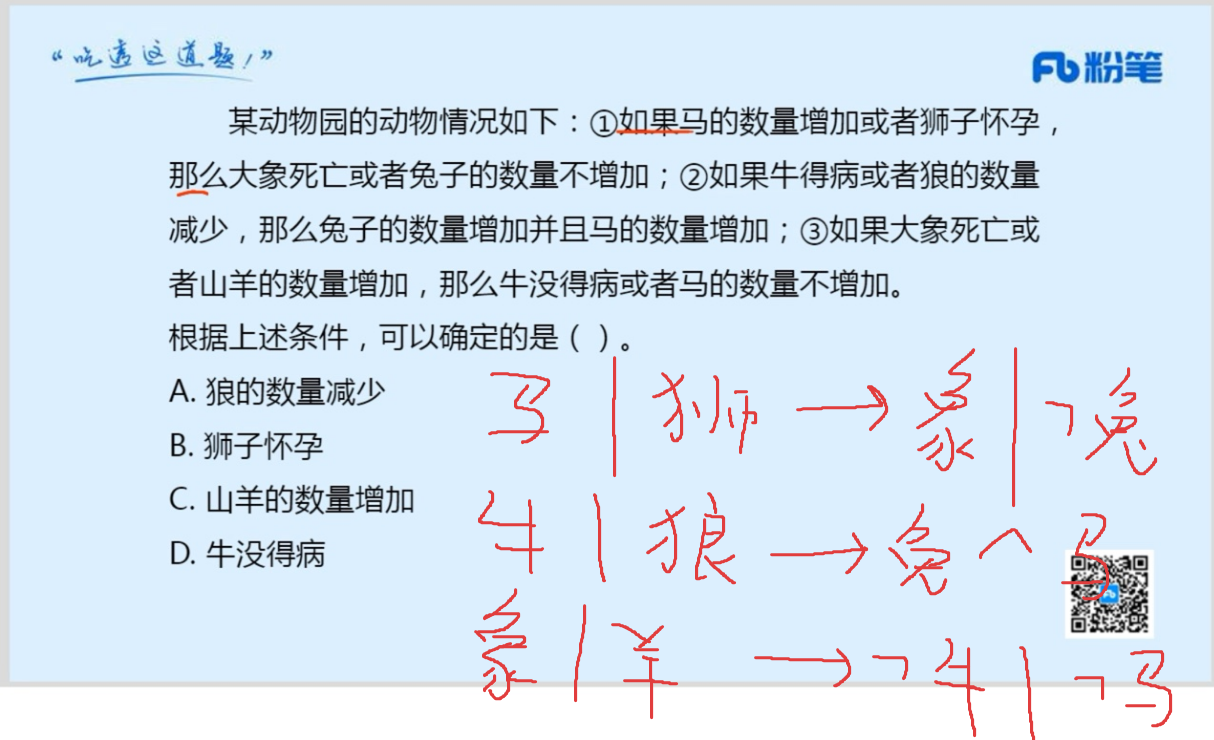 “吃透这道题！”
粉笔
某动物园的动物情况如下：①如果马的数量增加或者狮子怀孕，
那么大象死亡或者兔子的数量不增加；②如果牛得病或者狼的数量
减少，那么兔子的数量增加并且马的数量增加；③如果大象死亡或
者山羊的数量增加，那么牛没得病或者马的数量不增加。
根据上述条件，可以确定的是（ ）。
A. 狼的数量减少
B. 狮子怀孕
C. 山羊的数量增加
D. 牛没得病
马 | 狮 → 象 | ¬兔
牛 | 狼 → 兔 ∧ 马
象 | 羊 → ¬牛 | ¬马